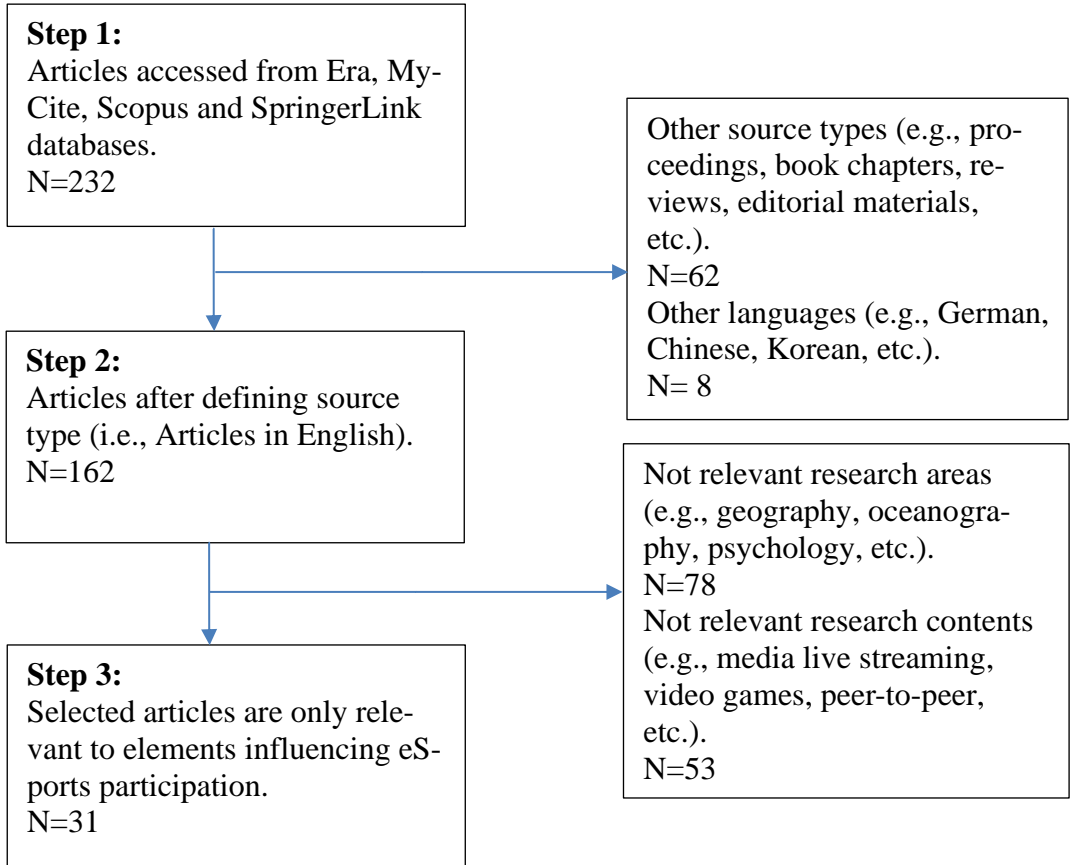 Step 1:
Articles accessed from Era, My-
Cite, Scopus and SpringerLink
databases.
N=232
Other source types (e.g., pro-
ceedings, book chapters, re-
views, editorial materials,
etc.).
N=62
Other languages (e.g., German,
Chinese, Korean, etc.).
N= 8
Step 2:
Articles after defining source
type (i.e., Articles in English).
N=162
Not relevant research areas
(e.g., geography, oceanogra-
phy, psychology, etc.).
N=78
Not relevant research contents
(e.g., media live streaming,
video games, peer-to-peer,
etc.).
N=53
Step 3:
Selected articles are only rele-
vant to elements influencing eS-
ports participation.
N=31